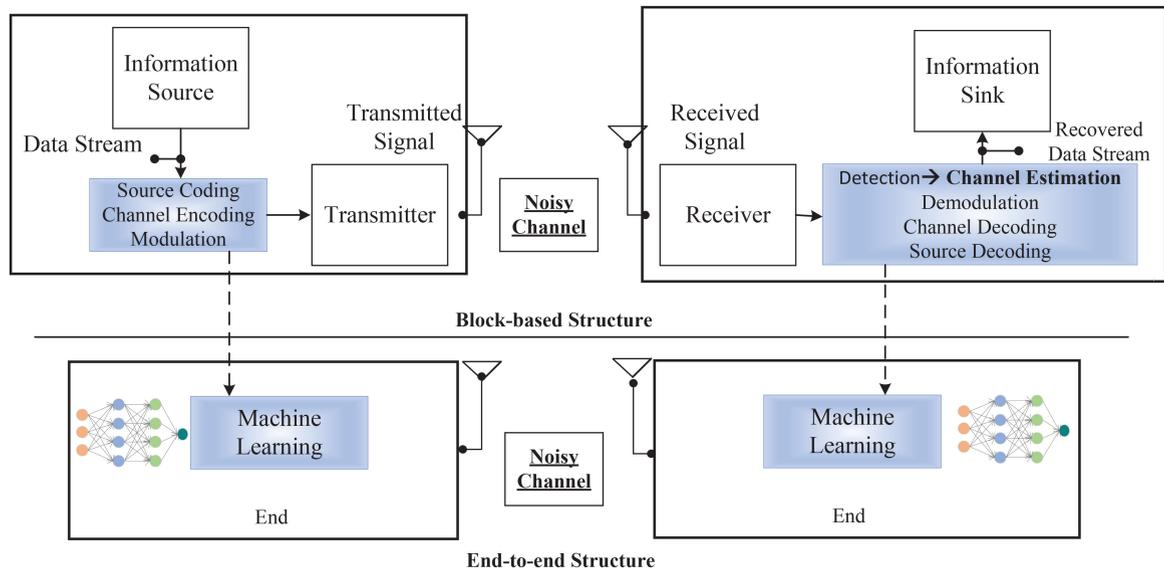 Information
Source
Data Stream
Source Coding
Channel Encoding
Modulation
Transmitter
Transmitted
Signal
Noisy
Channel
Received
Signal
Receiver
Information
Sink
Recovered
Data Stream
Detection→ Channel Estimation
Demodulation
Channel Decoding
Source Decoding
Block-based Structure
Machine
Learning
End
Noisy
Channel
Machine
Learning
End
End-to-end Structure